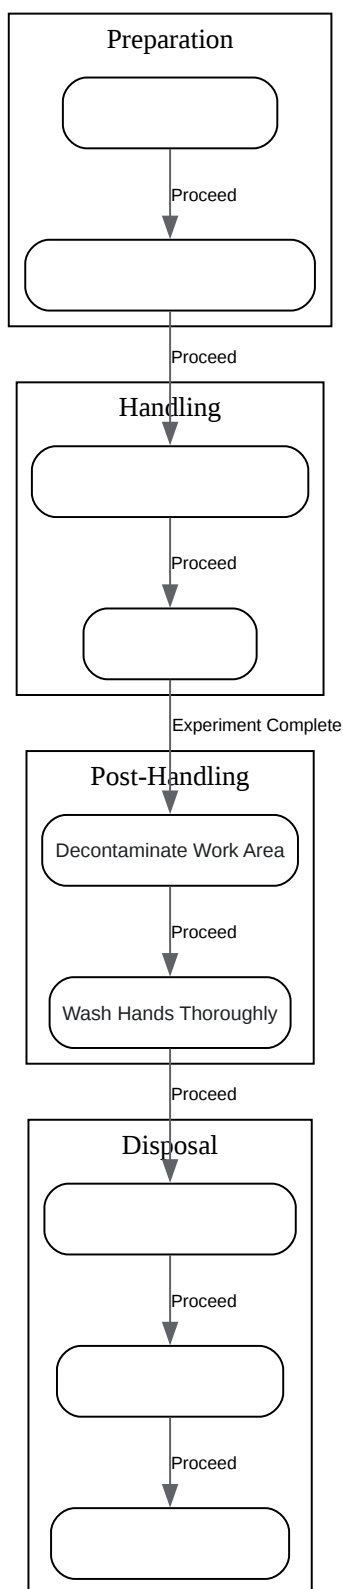 Preparation
Proceed
Proceed
Handling
Proceed
Experiment Complete
Post-Handling
Decontaminate Work Area
Proceed
Wash Hands Thoroughly
Proceed
Disposal
Proceed
Proceed